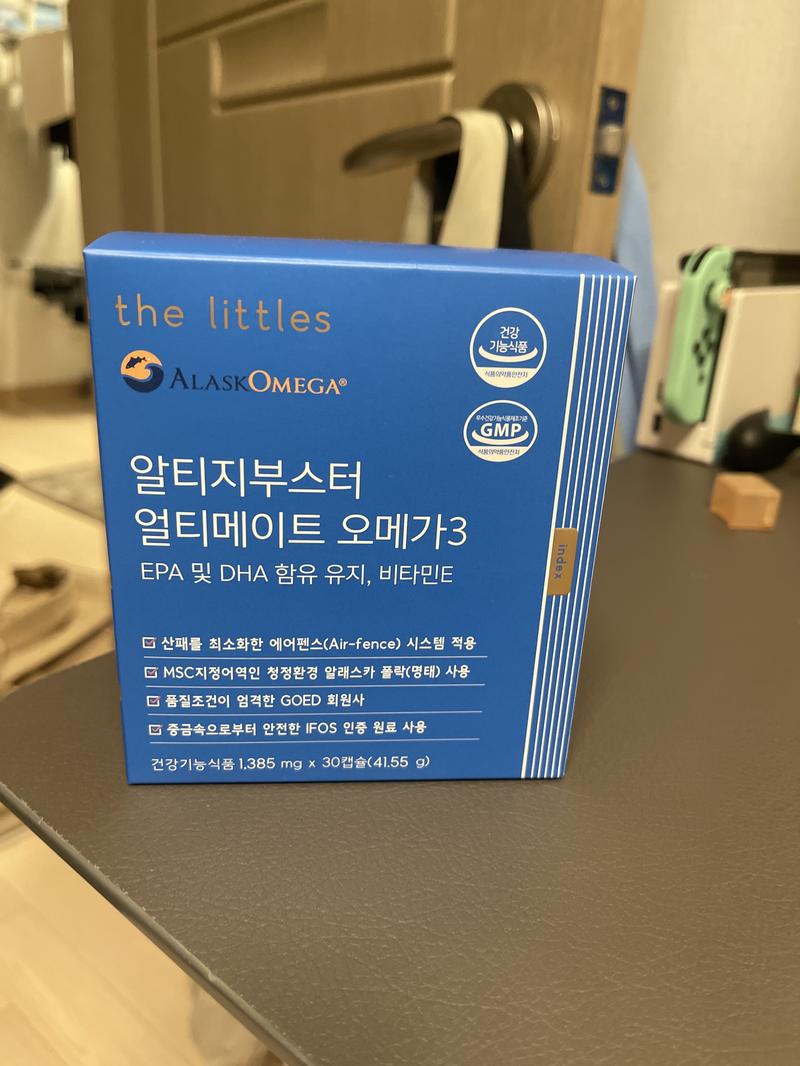 the littles
ALASKOMEGA®
건강
기능식품
식품의약품안전처
우수건강기능식품제조기준
GMP
식품의약품안전처
알티지부스터
얼티메이트 오메가3
EPA 및 DHA 함유 유지, 비타민E
index
산패를 최소화한 에어펜스(Air-fence) 시스템 적용
MSC지정어역인 청정환경 알래스카 폴락(명태) 사용
품질조건이 엄격한 GOED 회원사
중금속으로부터 안전한 IFOS 인증 원료 사용
건강기능식품 1,385 mg x 30캡슐(41.55 g)